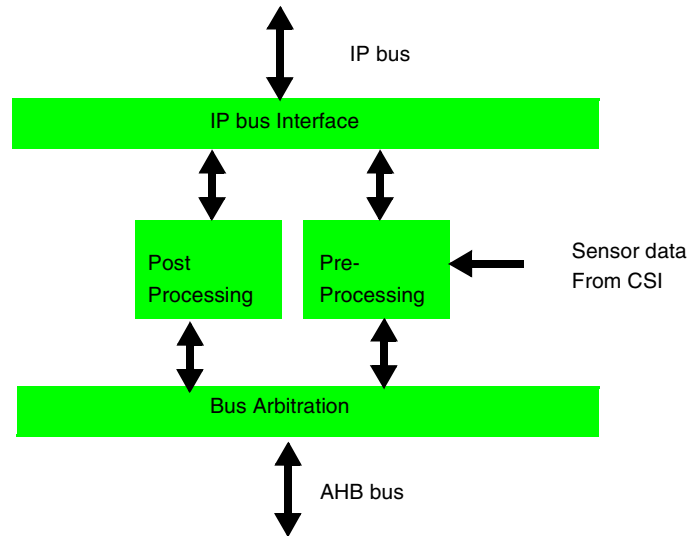 IP bus
IP bus Interface
Post
Processing
Pre-
Processing
Sensor data
From CSI
Bus Arbitration
AHB bus